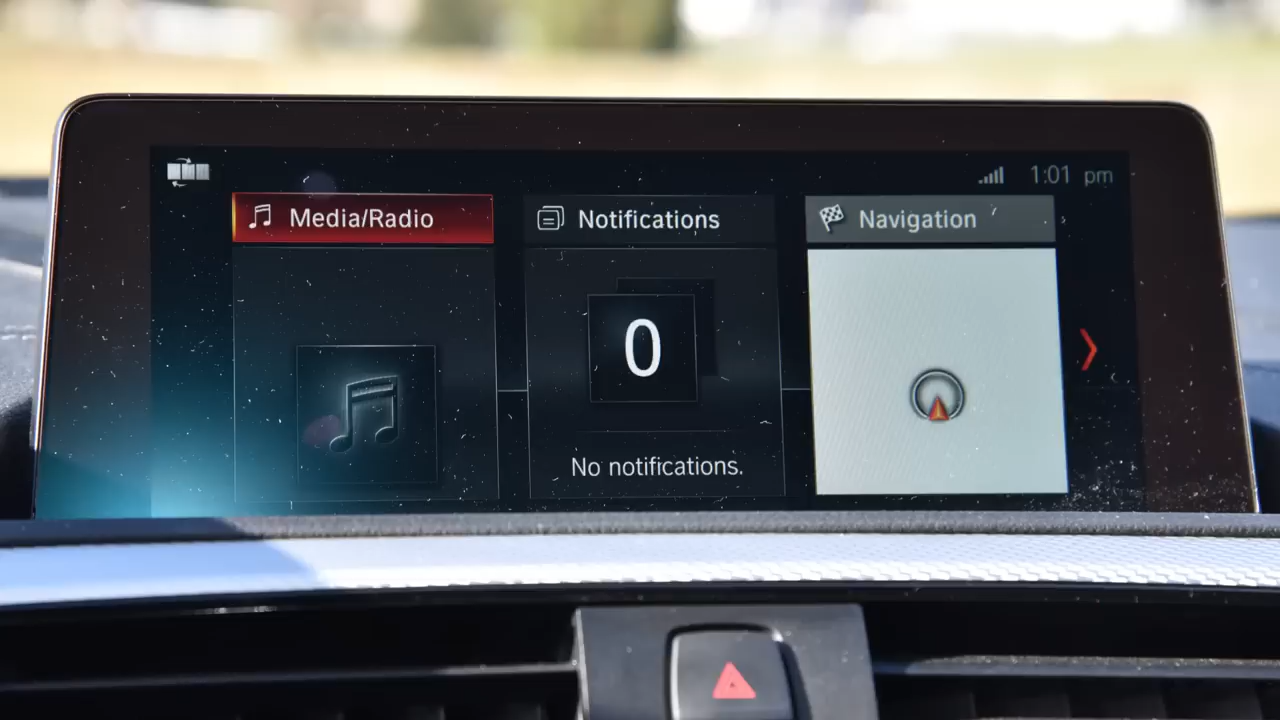 1:01 pm
Media/Radio
Notifications
Navigation
0
No notifications.